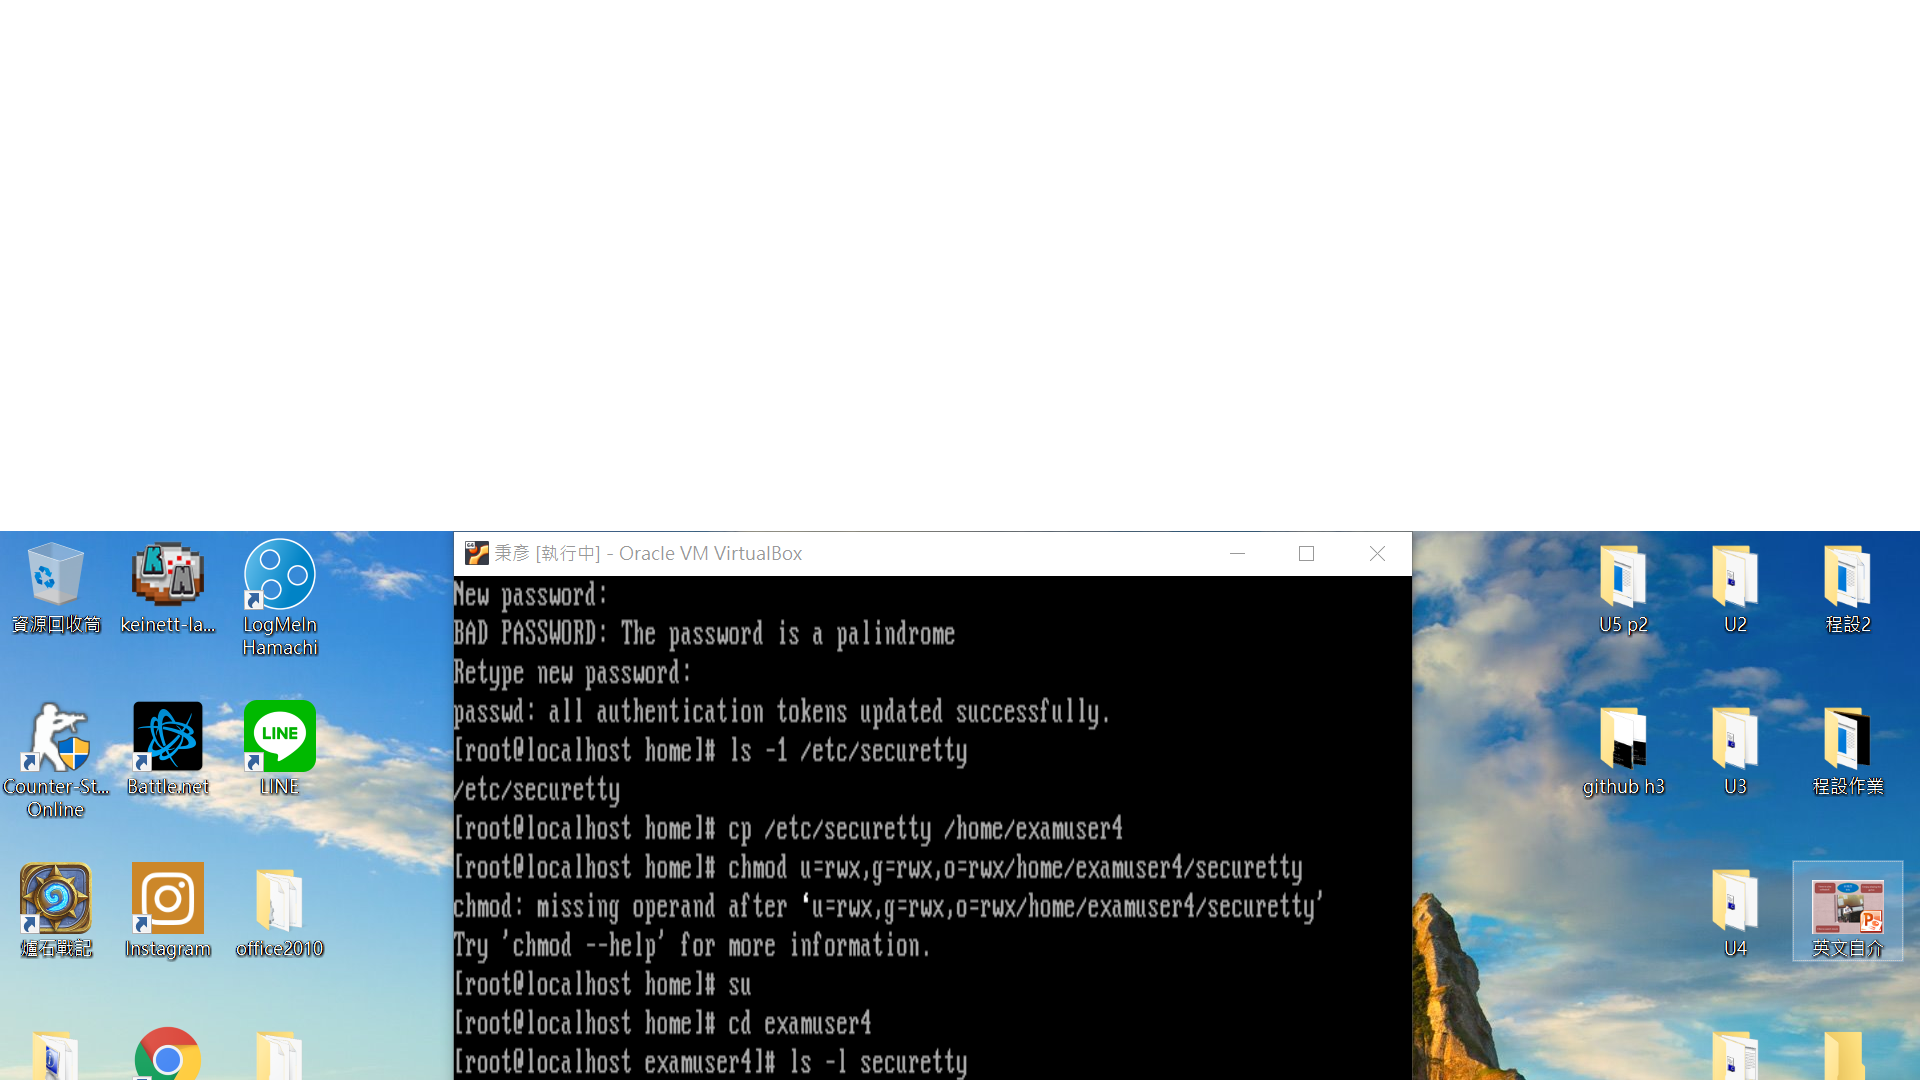 秉彥 [執行中] - Oracle VM VirtualBox
New password:
BAD PASSWORD: The password is a palindrome
Retype new password:
passwd: all authentication tokens updated successfully.
[root@localhost home]# ls -1 /etc/securetty
/etc/securetty
[root@localhost home]# cp /etc/securetty /home/examuser4
[root@localhost home]# chmod u=rwx,g=rwx,o=rwx/home/examuser4/securetty
chmod: missing operand after ‘u=rwx,g=rwx,o=rwx/home/examuser4/securetty’
Try 'chmod --help' for more information.
[root@localhost home]# su
[root@localhost home]# cd examuser4
[root@localhost examuser4]# ls -l securetty
資源回收筒
keinett-la...
LogMeIn
Hamachi
Counter-St...
Online
Battle.net
LINE
LINE
爐石戰記
Instagram
office2010
U5 p2
U2
程設2
github h3
U3
程設作業
U4
英文自介